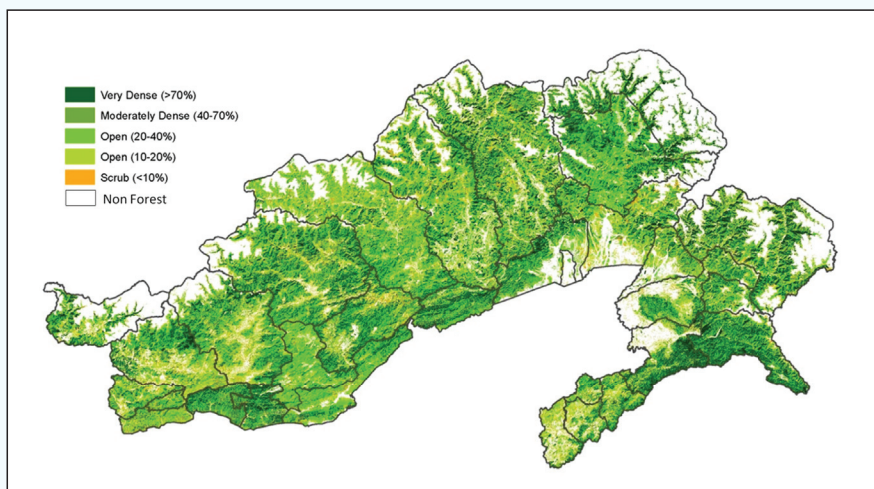 Very Dense (>70%)
Moderately Dense (40-70%)
Open (20-40%)
Open (10-20%)
Scrub (<10%)
Non Forest